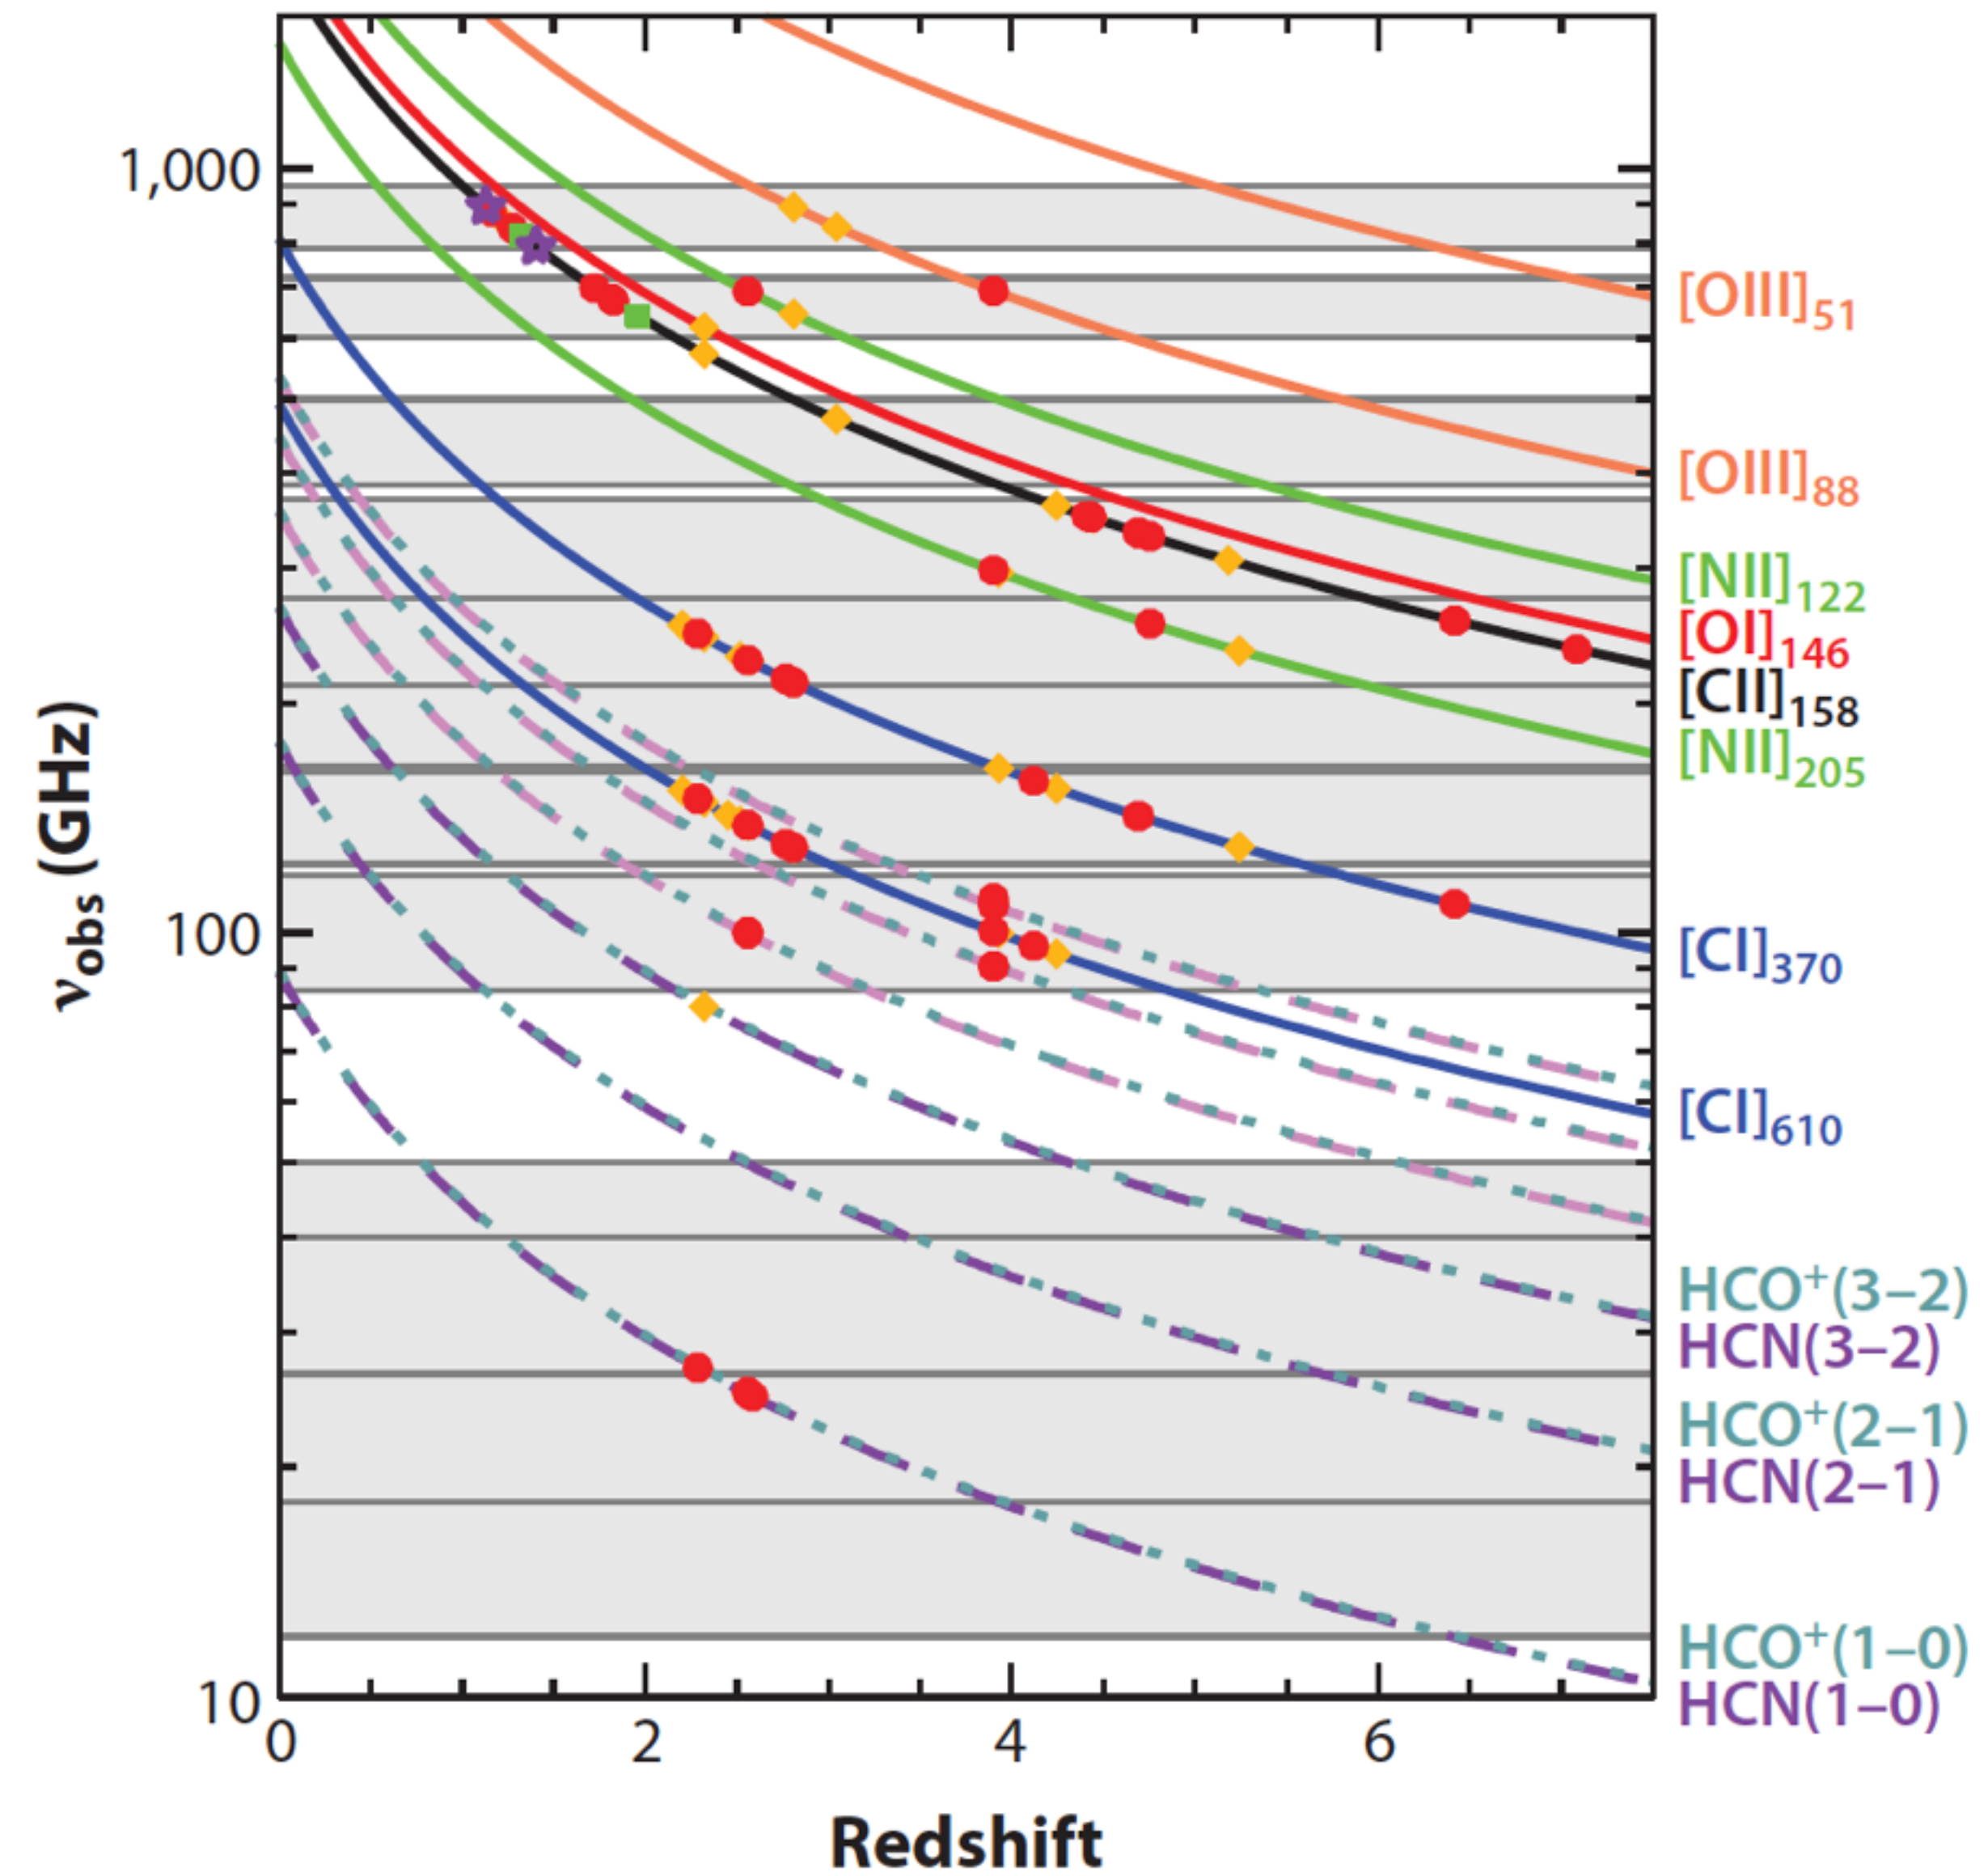 1,000
100
10
ν_obs (GHz)
0 2 4 6
Redshift
[OIII]51
[OIII]88
[NII]122
[OI]146
[CII]158
[NII]205
[CI]370
[CI]610
HCO+(3–2)
HCN(3–2)
HCO+(2–1)
HCN(2–1)
HCO+(1–0)
HCN(1–0)